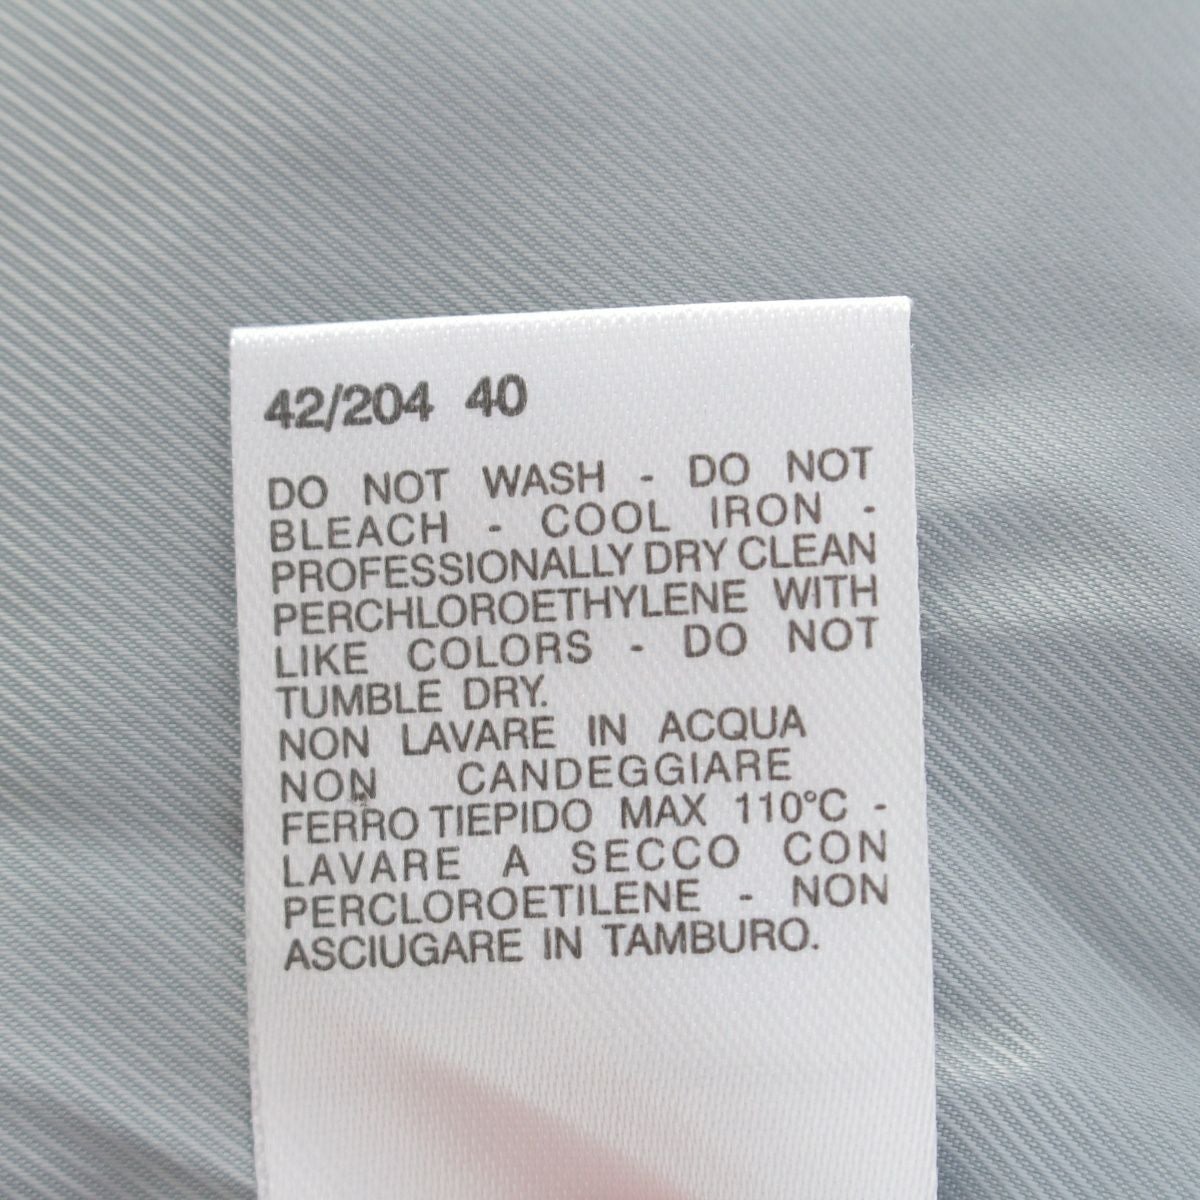 42/204 40
DO NOT WASH - DO NOT
BLEACH - COOL IRON -
PROFESSIONALLY DRY CLEAN
PERCHLOROETHYLENE WITH
LIKE COLORS - DO NOT
TUMBLE DRY.
NON LAVARE IN ACQUA
NON CANDEGGIARE
FERRO TIEPIDO MAX 110°C -
LAVARE A SECCO CON
PERCLOROETILENE - NON
ASCIUGARE IN TAMBURO.